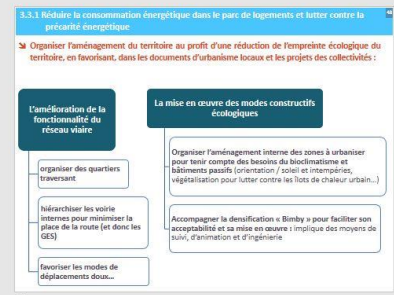 3.3.1 Réduire la consommation énergétique dans le parc de logements et lutter contre la
précarité énergétique
Organiser l'aménagement du territoire au profit d'une réduction de l'empreinte écologique du
territoire, en favorisant, dans les documents d'urbanisme locaux et les projets des collectivités :
L'amélioration de la
fonctionnalité du
réseau viaire
organiser des quartiers
traversant
hiérarchiser les voirie
internes pour minimiser la
place de la route (et donc les
GES)
favoriser les modes de
déplacements doux...
La mise en œuvre des modes constructifs
écologiques
Organiser l'aménagement interne des zones à urbaniser
pour tenir compte des besoins du bioclimatisme et
bâtiments passifs (orientation / soleil et intempéries,
végétalisation pour lutter contre les îlots de chaleur urbain...)
Accompagner la densification « Bimby » pour faciliter son
acceptabilité et sa mise en œuvre : implique des moyens de
suivi, d'animation et d'ingénierie